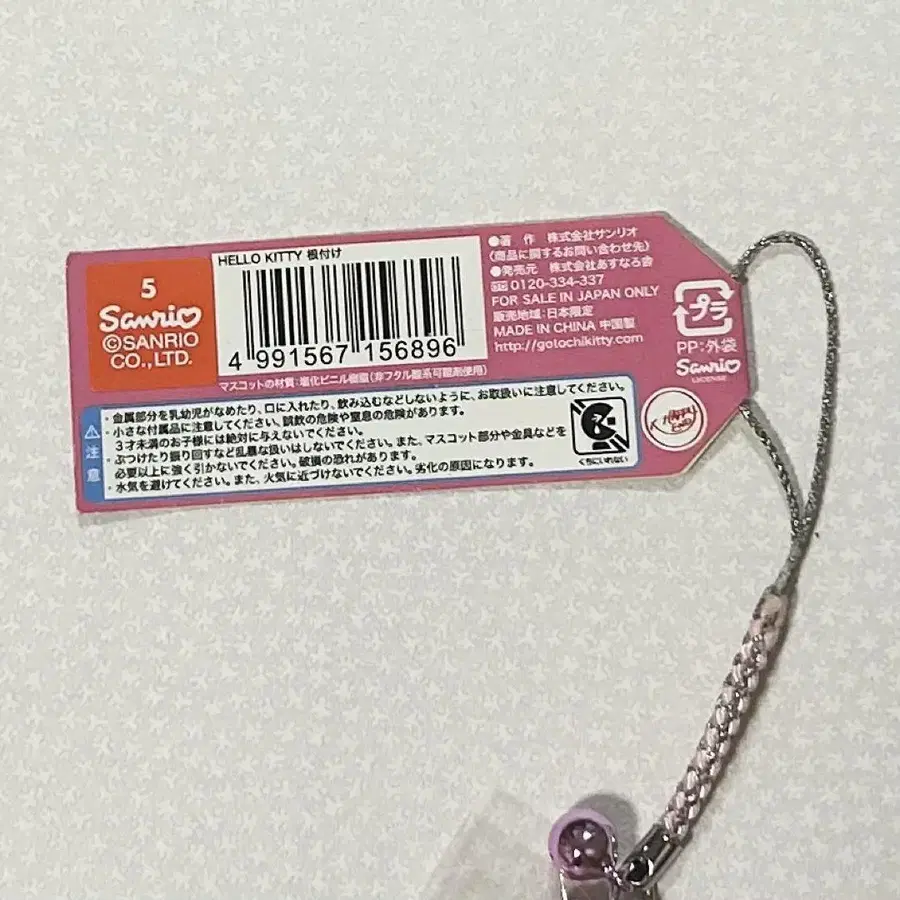 5
Sanrio
©SANRIO
CO.,LTD.
HELLO KITTY 根付け
4 991567 156896
マスコットの材質：塩化ビニル樹脂（非フタル酸系可塑剤使用）
●著　作　株式会社サンリオ
（商品に関するお問い合わせ先）
●発売元　株式会社あすなろ舎
0120-334-337
FOR SALE IN JAPAN ONLY
販売地域：日本限定
MADE IN CHINA 中国製
http://gotochikitty.com
プラ
PP：外袋
Sanrio
LICENSE
注意
・金属部分を乳幼児がなめたり、口に入れたり、飲み込むなどしないように、お取扱いに注意してください。
・小さな付属品に注意してください。誤飲の危険や窒息の危険があります。
３才未満のお子様には絶対に与えないでください。
・ぶつけたり振り回すなど乱暴な扱いはしないでください。また、マスコット部分や金具などを
必要以上に強く引かないでください。破損の恐れがあります。
・水気を避けてください。また、火気に近づけないでください。劣化の原因になります。
くちにいれない